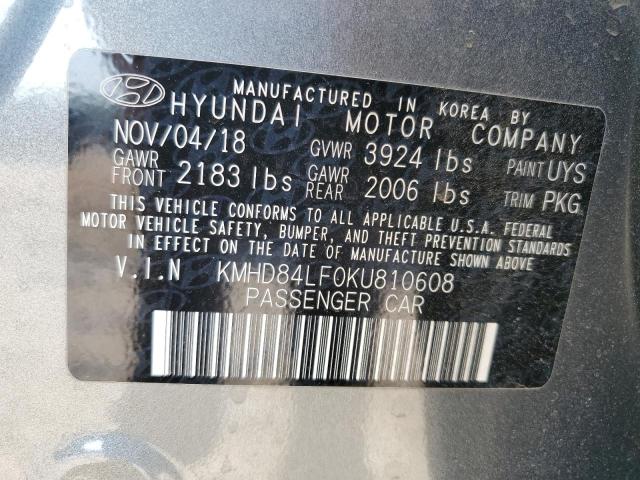 MANUFACTURED IN KOREA BY
HYUNDAI MOTOR COMPANY
NOV/04/18 GVWR 3924 lbs PAINT UYS
GAWR FRONT 2183 lbs GAWR REAR 2006 lbs TRIM PKG
THIS VEHICLE CONFORMS TO ALL APPLICABLE U.S.A. FEDERAL
MOTOR VEHICLE SAFETY, BUMPER, AND THEFT PREVENTION STANDARDS
IN EFFECT ON THE DATE OF MANUFACTURE SHOWN ABOVE.
V.I.N KMHD84LF0KU810608
PASSENGER CAR